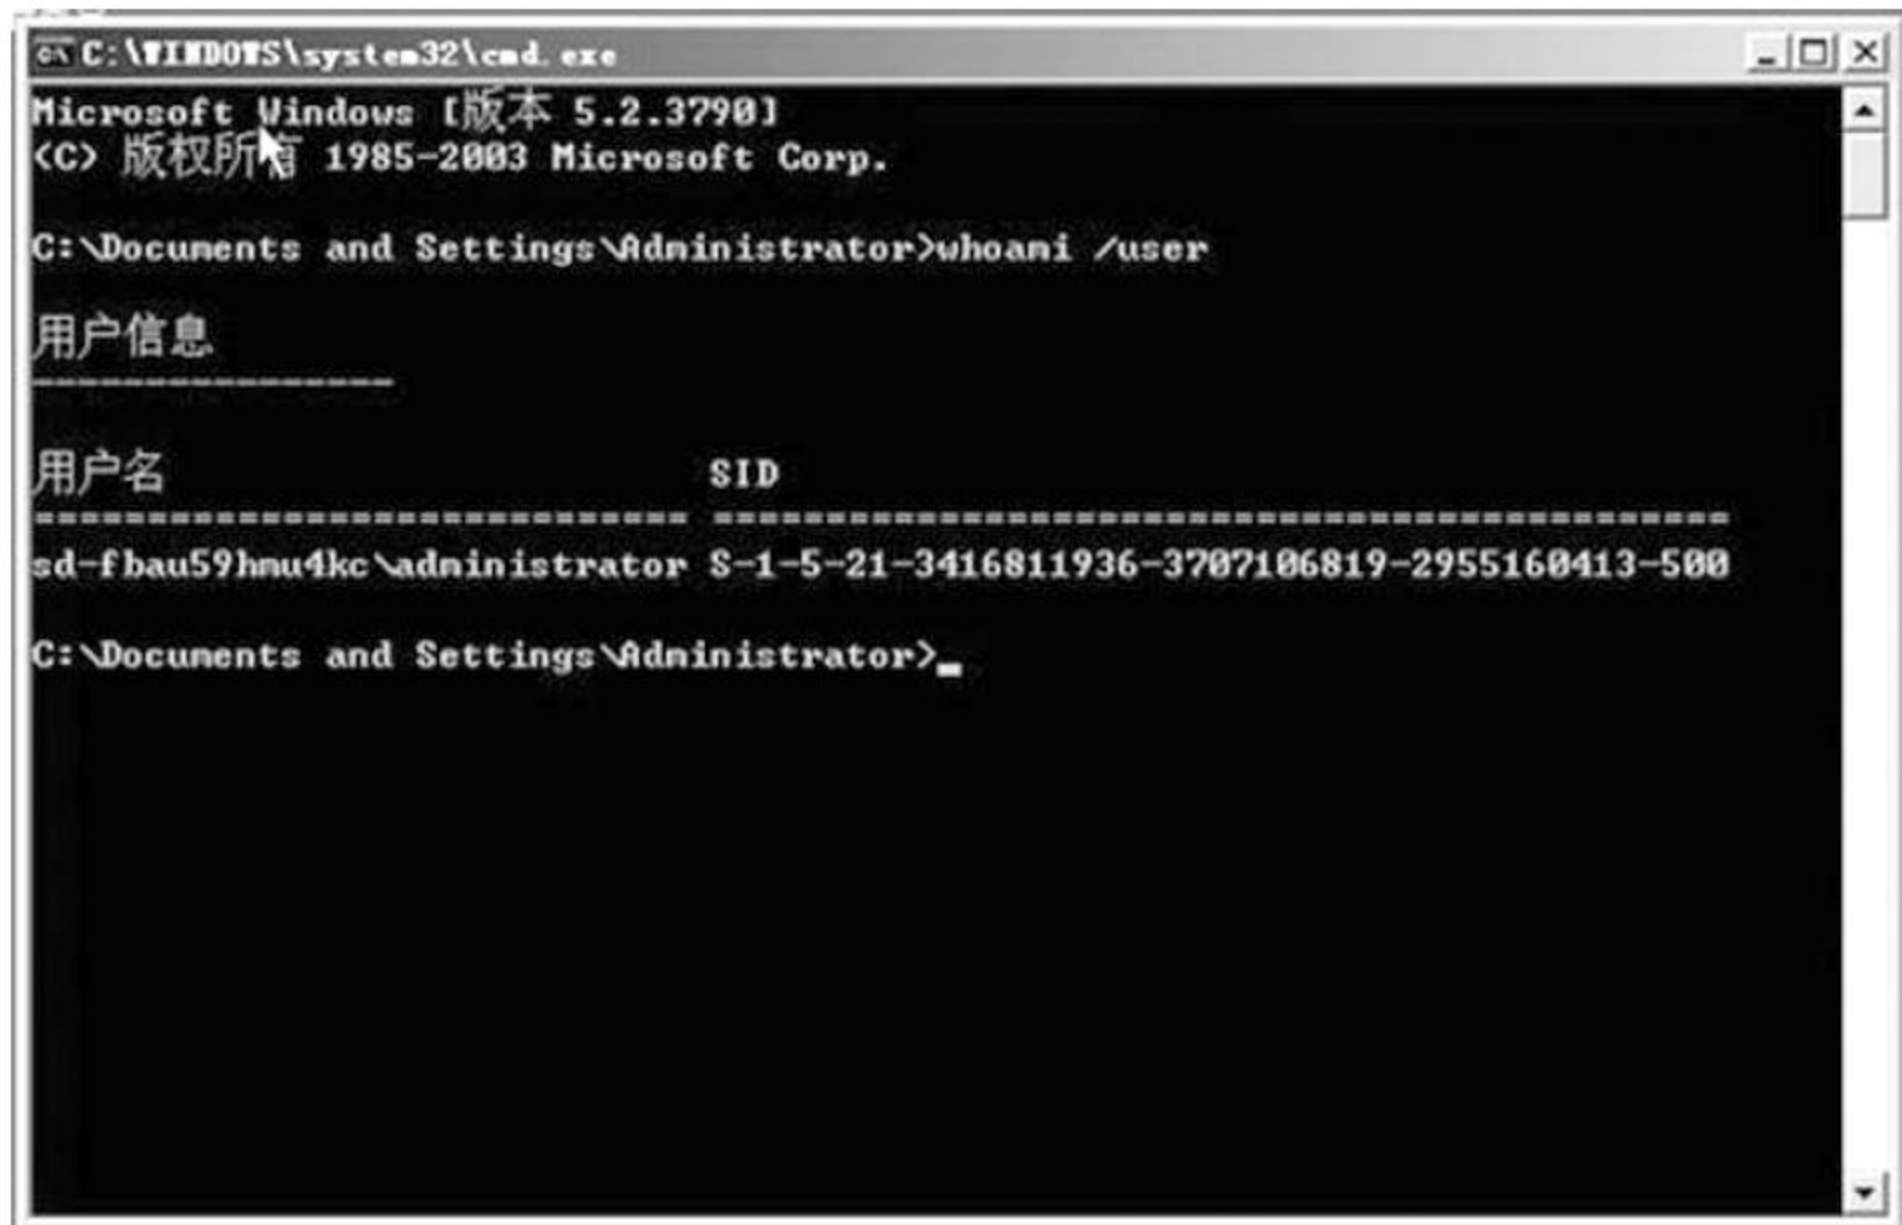 C:\WINDOWS\system32\cmd.exe
Microsoft Windows [版本 5.2.3790]
(C) 版权所有 1985-2003 Microsoft Corp.
C:\Documents and Settings\Administrator>whoami /user
用户信息
----------------
用户名 SID
============================= =============================================
sd-fbau59hmu4kc\administrator S-1-5-21-3416811936-3707106819-2955160413-500
C:\Documents and Settings\Administrator>_